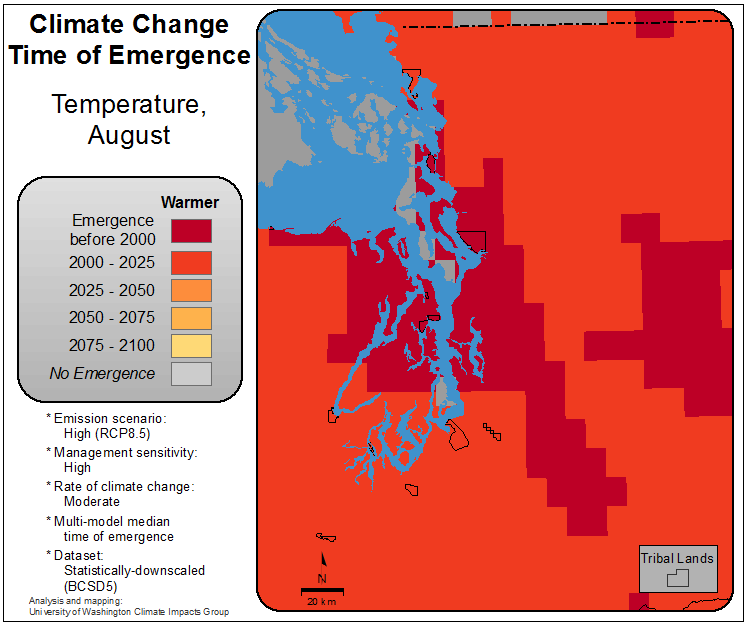 Climate Change
Time of Emergence
Temperature,
August
Warmer
Emergence
before 2000
2000 - 2025
2025 - 2050
2050 - 2075
2075 - 2100
No Emergence
* Emission scenario:
High (RCP8.5)
* Management sensitivity:
High
* Rate of climate change:
Moderate
* Multi-model median
time of emergence
* Dataset:
Statistically-downscaled
(BCSD5)
Analysis and mapping:
University of Washington Climate Impacts Group
N
20 km
Tribal Lands